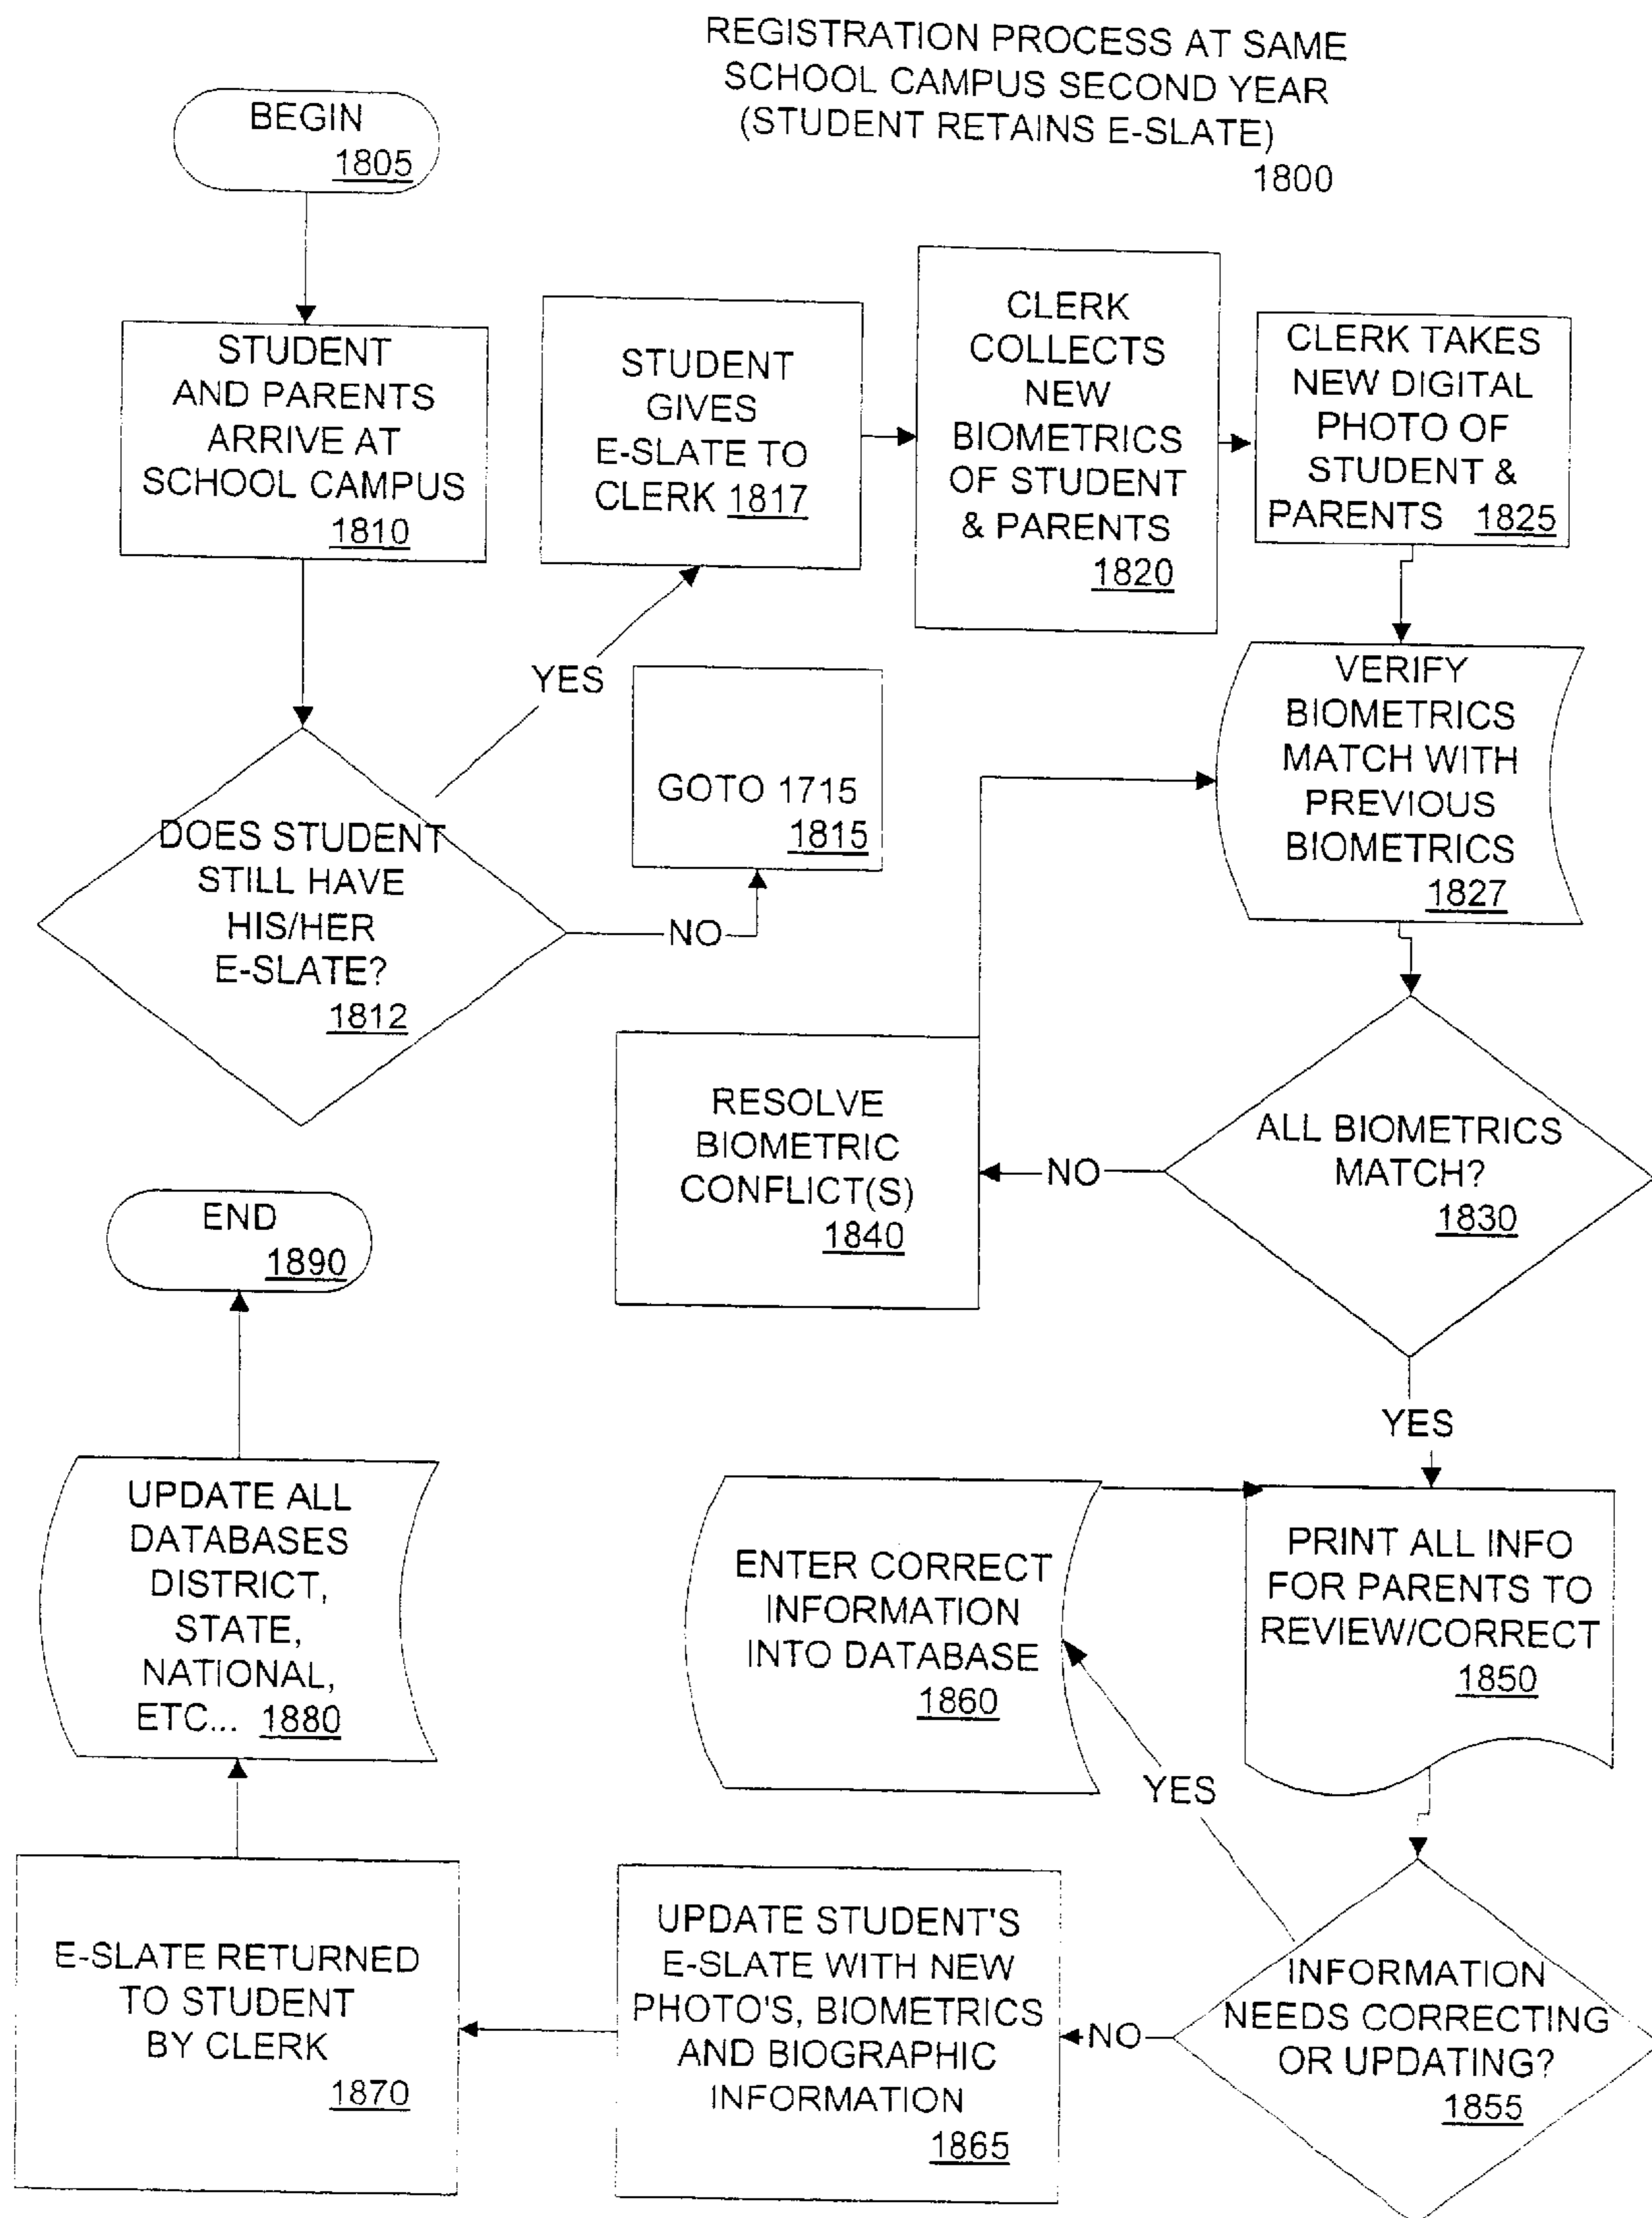 REGISTRATION PROCESS AT SAME
SCHOOL CAMPUS SECOND YEAR
(STUDENT RETAINS E-SLATE)
1800
BEGIN
1805
STUDENT
AND PARENTS
ARRIVE AT
SCHOOL CAMPUS
1810
DOES STUDENT
STILL HAVE
HIS/HER
E-SLATE?
1812
YES
NO
GOTO 1715
1815
STUDENT
GIVES
E-SLATE TO
CLERK 1817
CLERK
COLLECTS
NEW
BIOMETRICS
OF STUDENT
& PARENTS
1820
CLERK TAKES
NEW DIGITAL
PHOTO OF
STUDENT &
PARENTS 1825
VERIFY
BIOMETRICS
MATCH WITH
PREVIOUS
BIOMETRICS
1827
ALL BIOMETRICS
MATCH?
1830
NO
RESOLVE
BIOMETRIC
CONFLICT(S)
1840
YES
PRINT ALL INFO
FOR PARENTS TO
REVIEW/CORRECT
1850
INFORMATION
NEEDS CORRECTING
OR UPDATING?
1855
YES
ENTER CORRECT
INFORMATION
INTO DATABASE
1860
NO
UPDATE STUDENT'S
E-SLATE WITH NEW
PHOTO'S, BIOMETRICS
AND BIOGRAPHIC
INFORMATION
1865
E-SLATE RETURNED
TO STUDENT
BY CLERK
1870
UPDATE ALL
DATABASES
DISTRICT,
STATE,
NATIONAL,
ETC... 1880
END
1890